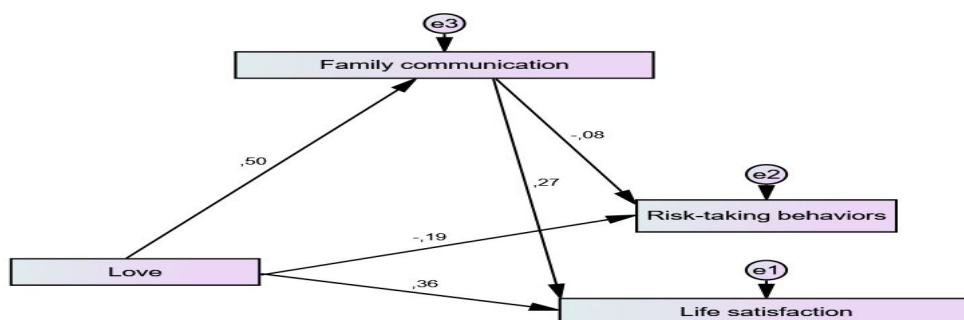 e3
Family communication
,50
-,08
,27
e2
Risk-taking behaviors
-,19
Love
,36
e1
Life satisfaction